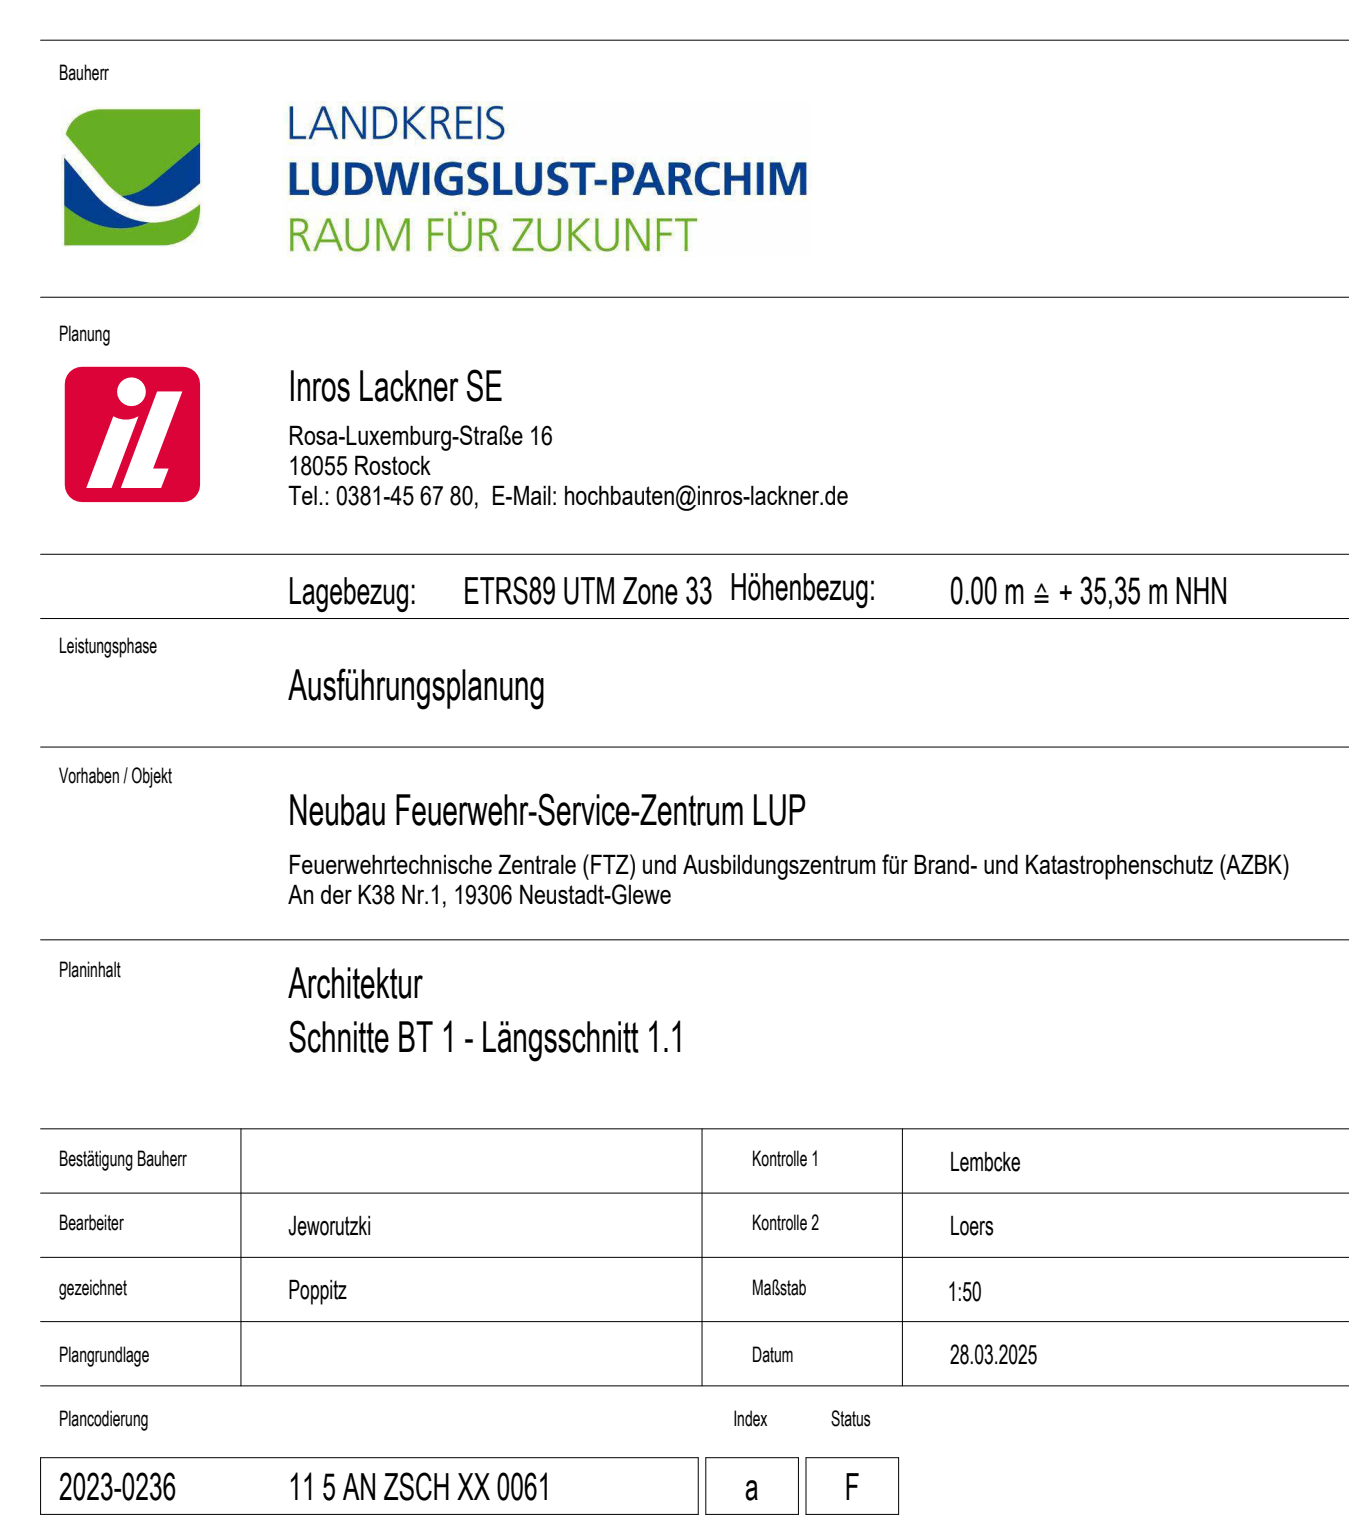 Bauherr
LANDKREIS
LUDWIGSLUST-PARCHIM
RAUM FÜR ZUKUNFT
Planung
iL
Inros Lackner SE
Rosa-Luxemburg-Straße 16
18055 Rostock
Tel.: 0381-45 67 80, E-Mail: hochbauten@inros-lackner.de
Lagebezug: ETRS89 UTM Zone 33 Höhenbezug: 0.00 m ≙ + 35,35 m NHN
Leistungsphase
Ausführungsplanung
Vorhaben / Objekt
Neubau Feuerwehr-Service-Zentrum LUP
Feuerwehrtechnische Zentrale (FTZ) und Ausbildungszentrum für Brand- und Katastrophenschutz (AZBK)
An der K38 Nr.1, 19306 Neustadt-Glewe
Planinhalt
Architektur
Schnitte BT 1 - Längsschnitt 1.1
Bestätigung Bauherr Kontrolle 1 Lembcke
Bearbeiter Jeworutzki Kontrolle 2 Loers
gezeichnet Poppitz Maßstab 1:50
Plangrundlage Datum 28.03.2025
Plancodierung Index Status
2023-0236 11 5 AN ZSCH XX 0061 a F